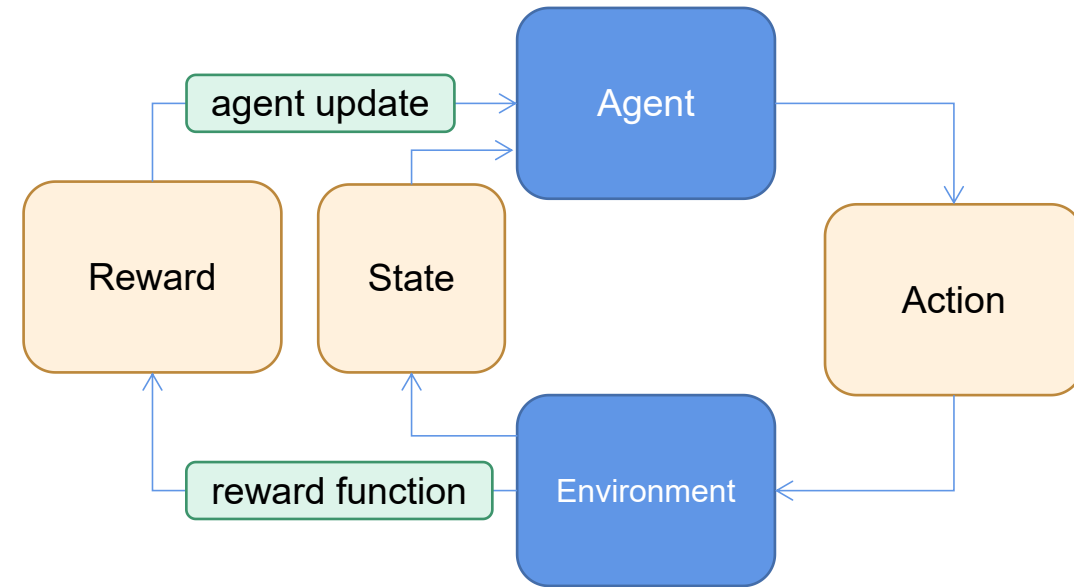 agent update
Agent
Reward
State
Action
reward function
Environment